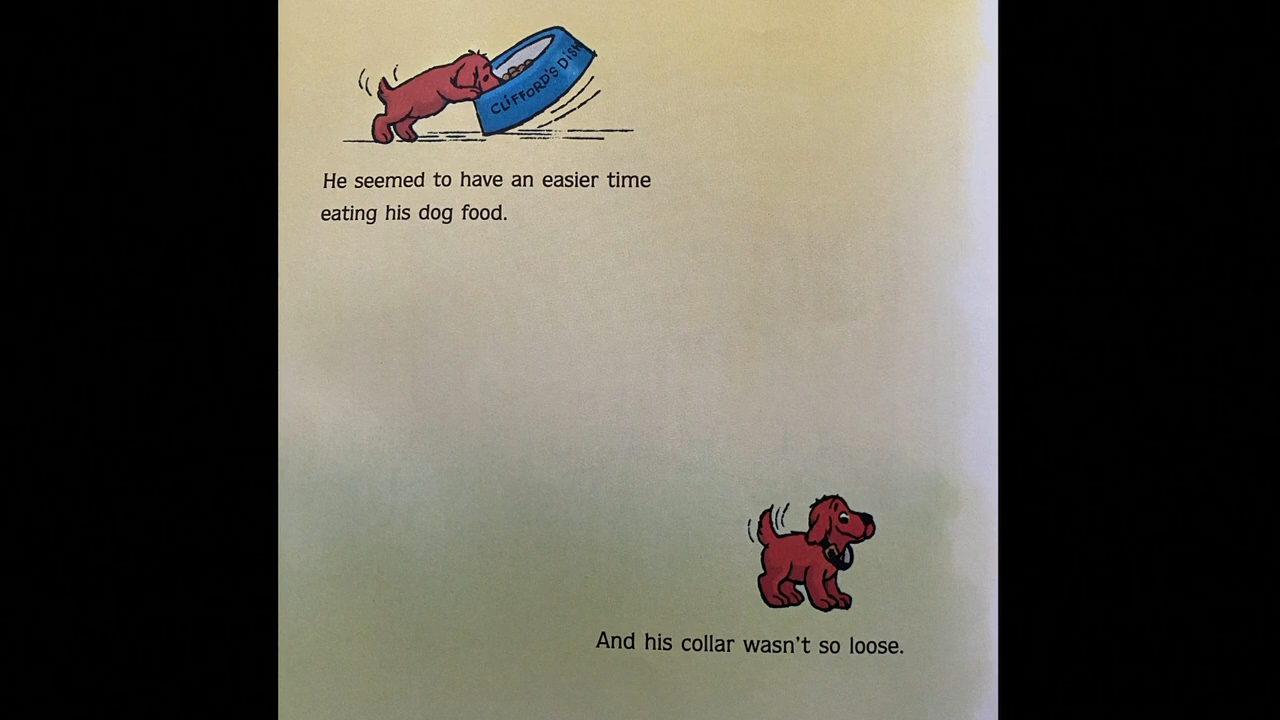 CLIFFORD'S DISH
He seemed to have an easier time
eating his dog food.
And his collar wasn't so loose.